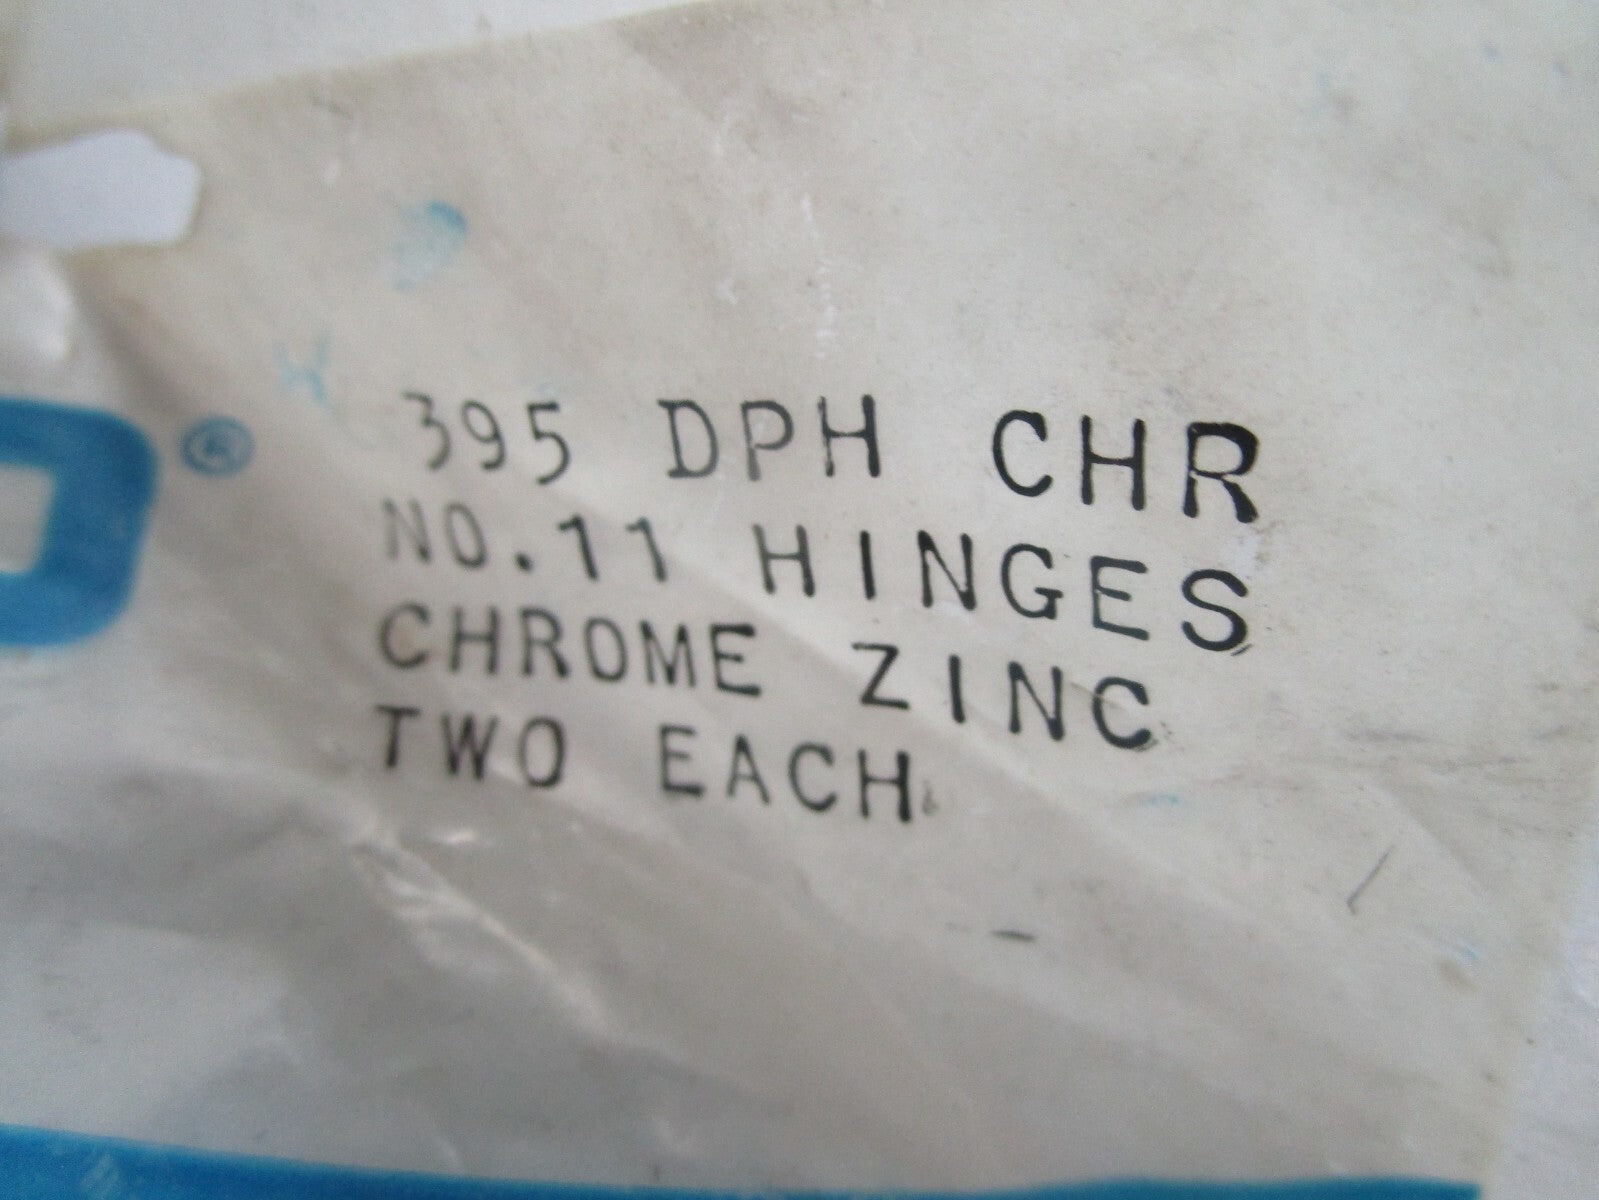 395 DPH CHR
NO.11 HINGES
CHROME ZINC
TWO EACH